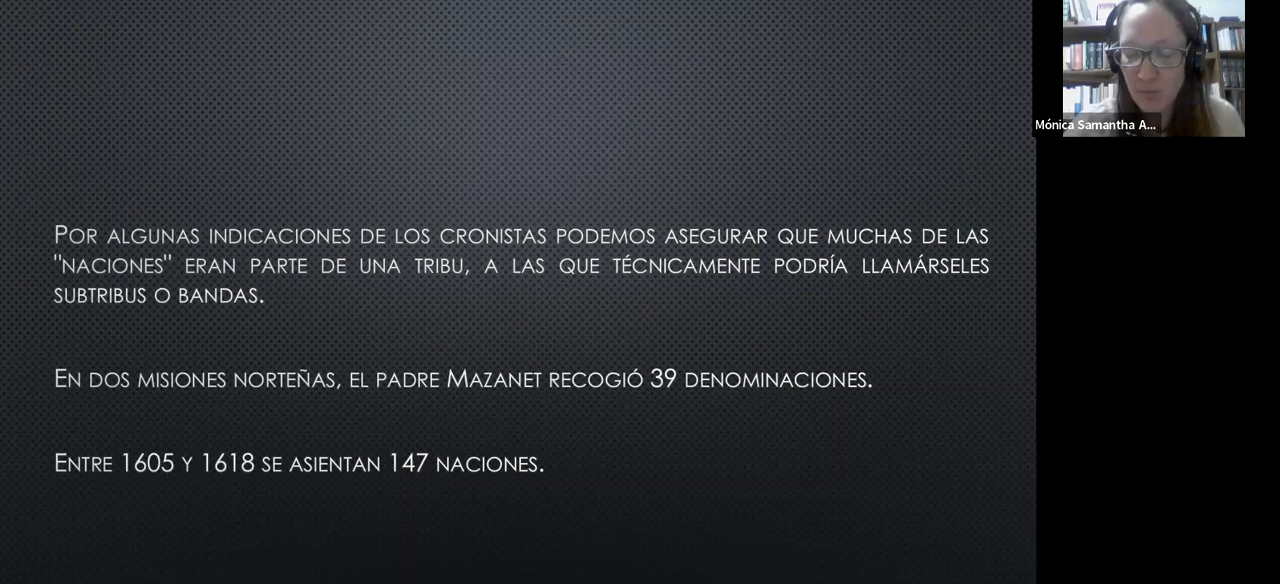 POR ALGUNAS INDICACIONES DE LOS CRONISTAS PODEMOS ASEGURAR QUE MUCHAS DE LAS
"NACIONES" ERAN PARTE DE UNA TRIBU, A LAS QUE TÉCNICAMENTE PODRÍA LLAMÁRSELES
SUBTRIBUS O BANDAS.
EN DOS MISIONES NORTEÑAS, EL PADRE MAZANET RECOGIÓ 39 DENOMINACIONES.
ENTRE 1605 Y 1618 SE ASIENTAN 147 NACIONES.
Mónica Samantha A...